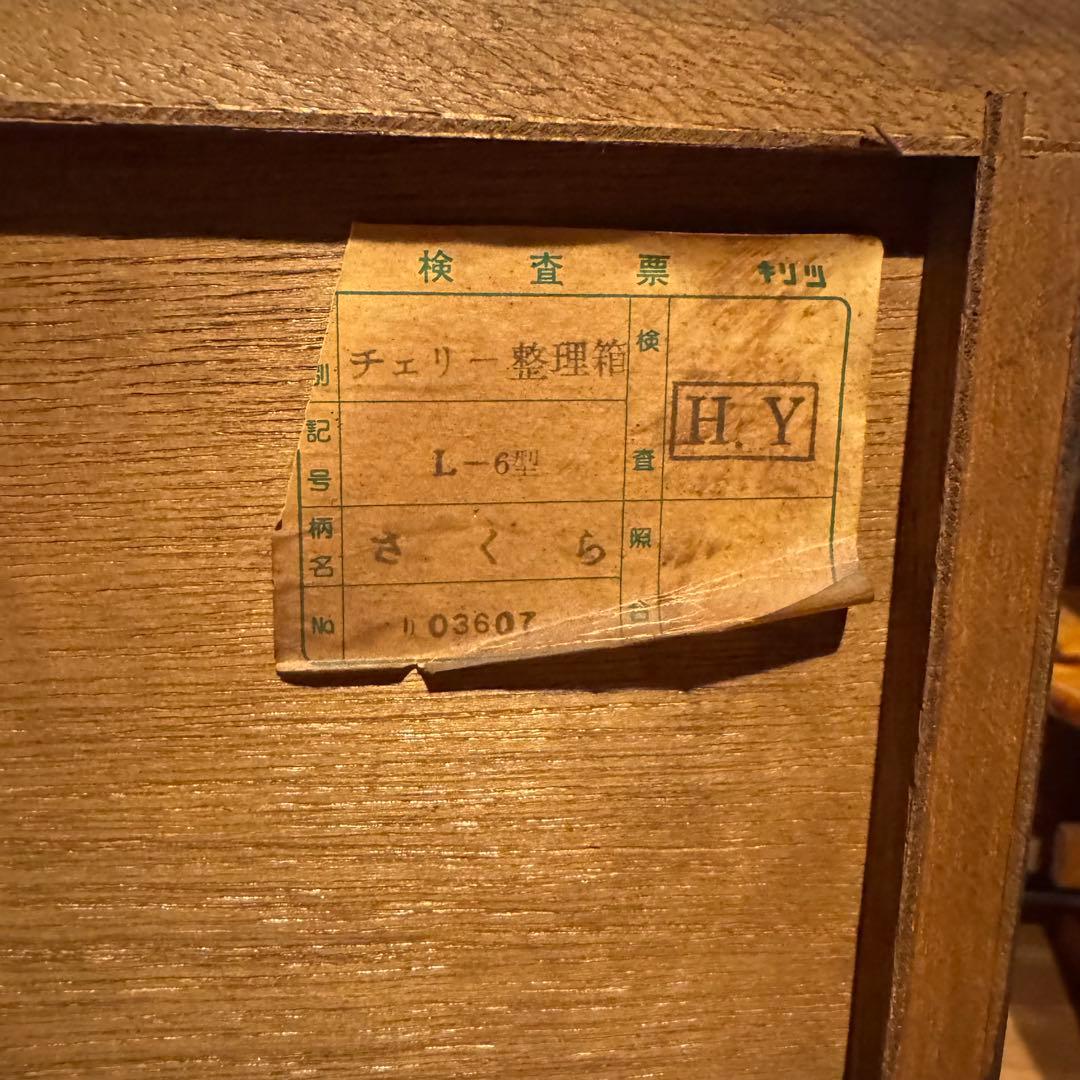 検査票 キリツ
別 チェリー整理箱
記号 L-6型
柄名 さくら
No 03607
検査 H.Y
照合